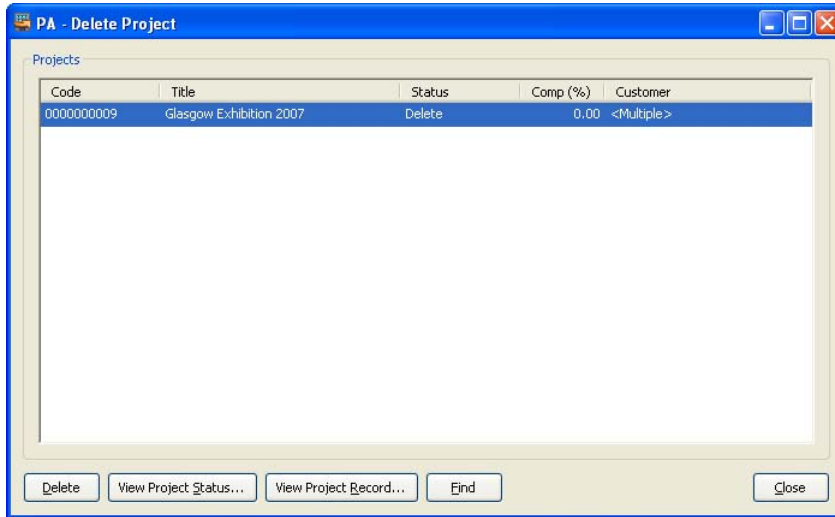 PA - Delete Project
Projects
Code Title Status Comp (%) Customer
0000000009 Glasgow Exhibition 2007 Delete 0.00 <Multiple>
Delete View Project Status... View Project Record... Find Close